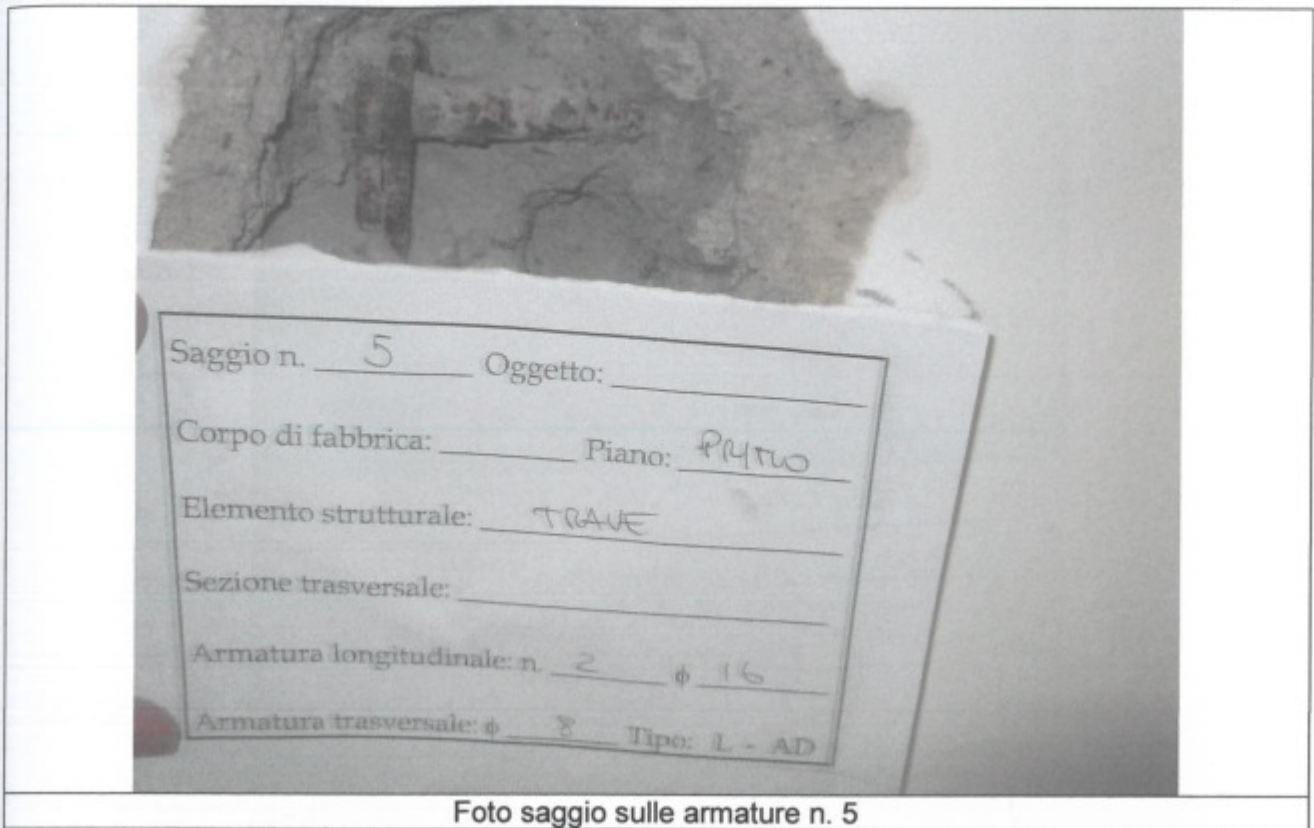 Saggio n. 5 Oggetto:
Corpo di fabbrica: Piano: PRIMO
Elemento strutturale: TRAVE
Sezione trasversale:
Armatura longitudinale: n. 2 ϕ 16
Armatura trasversale: ϕ 8 Tipo: L - AD
Foto saggio sulle armature n. 5